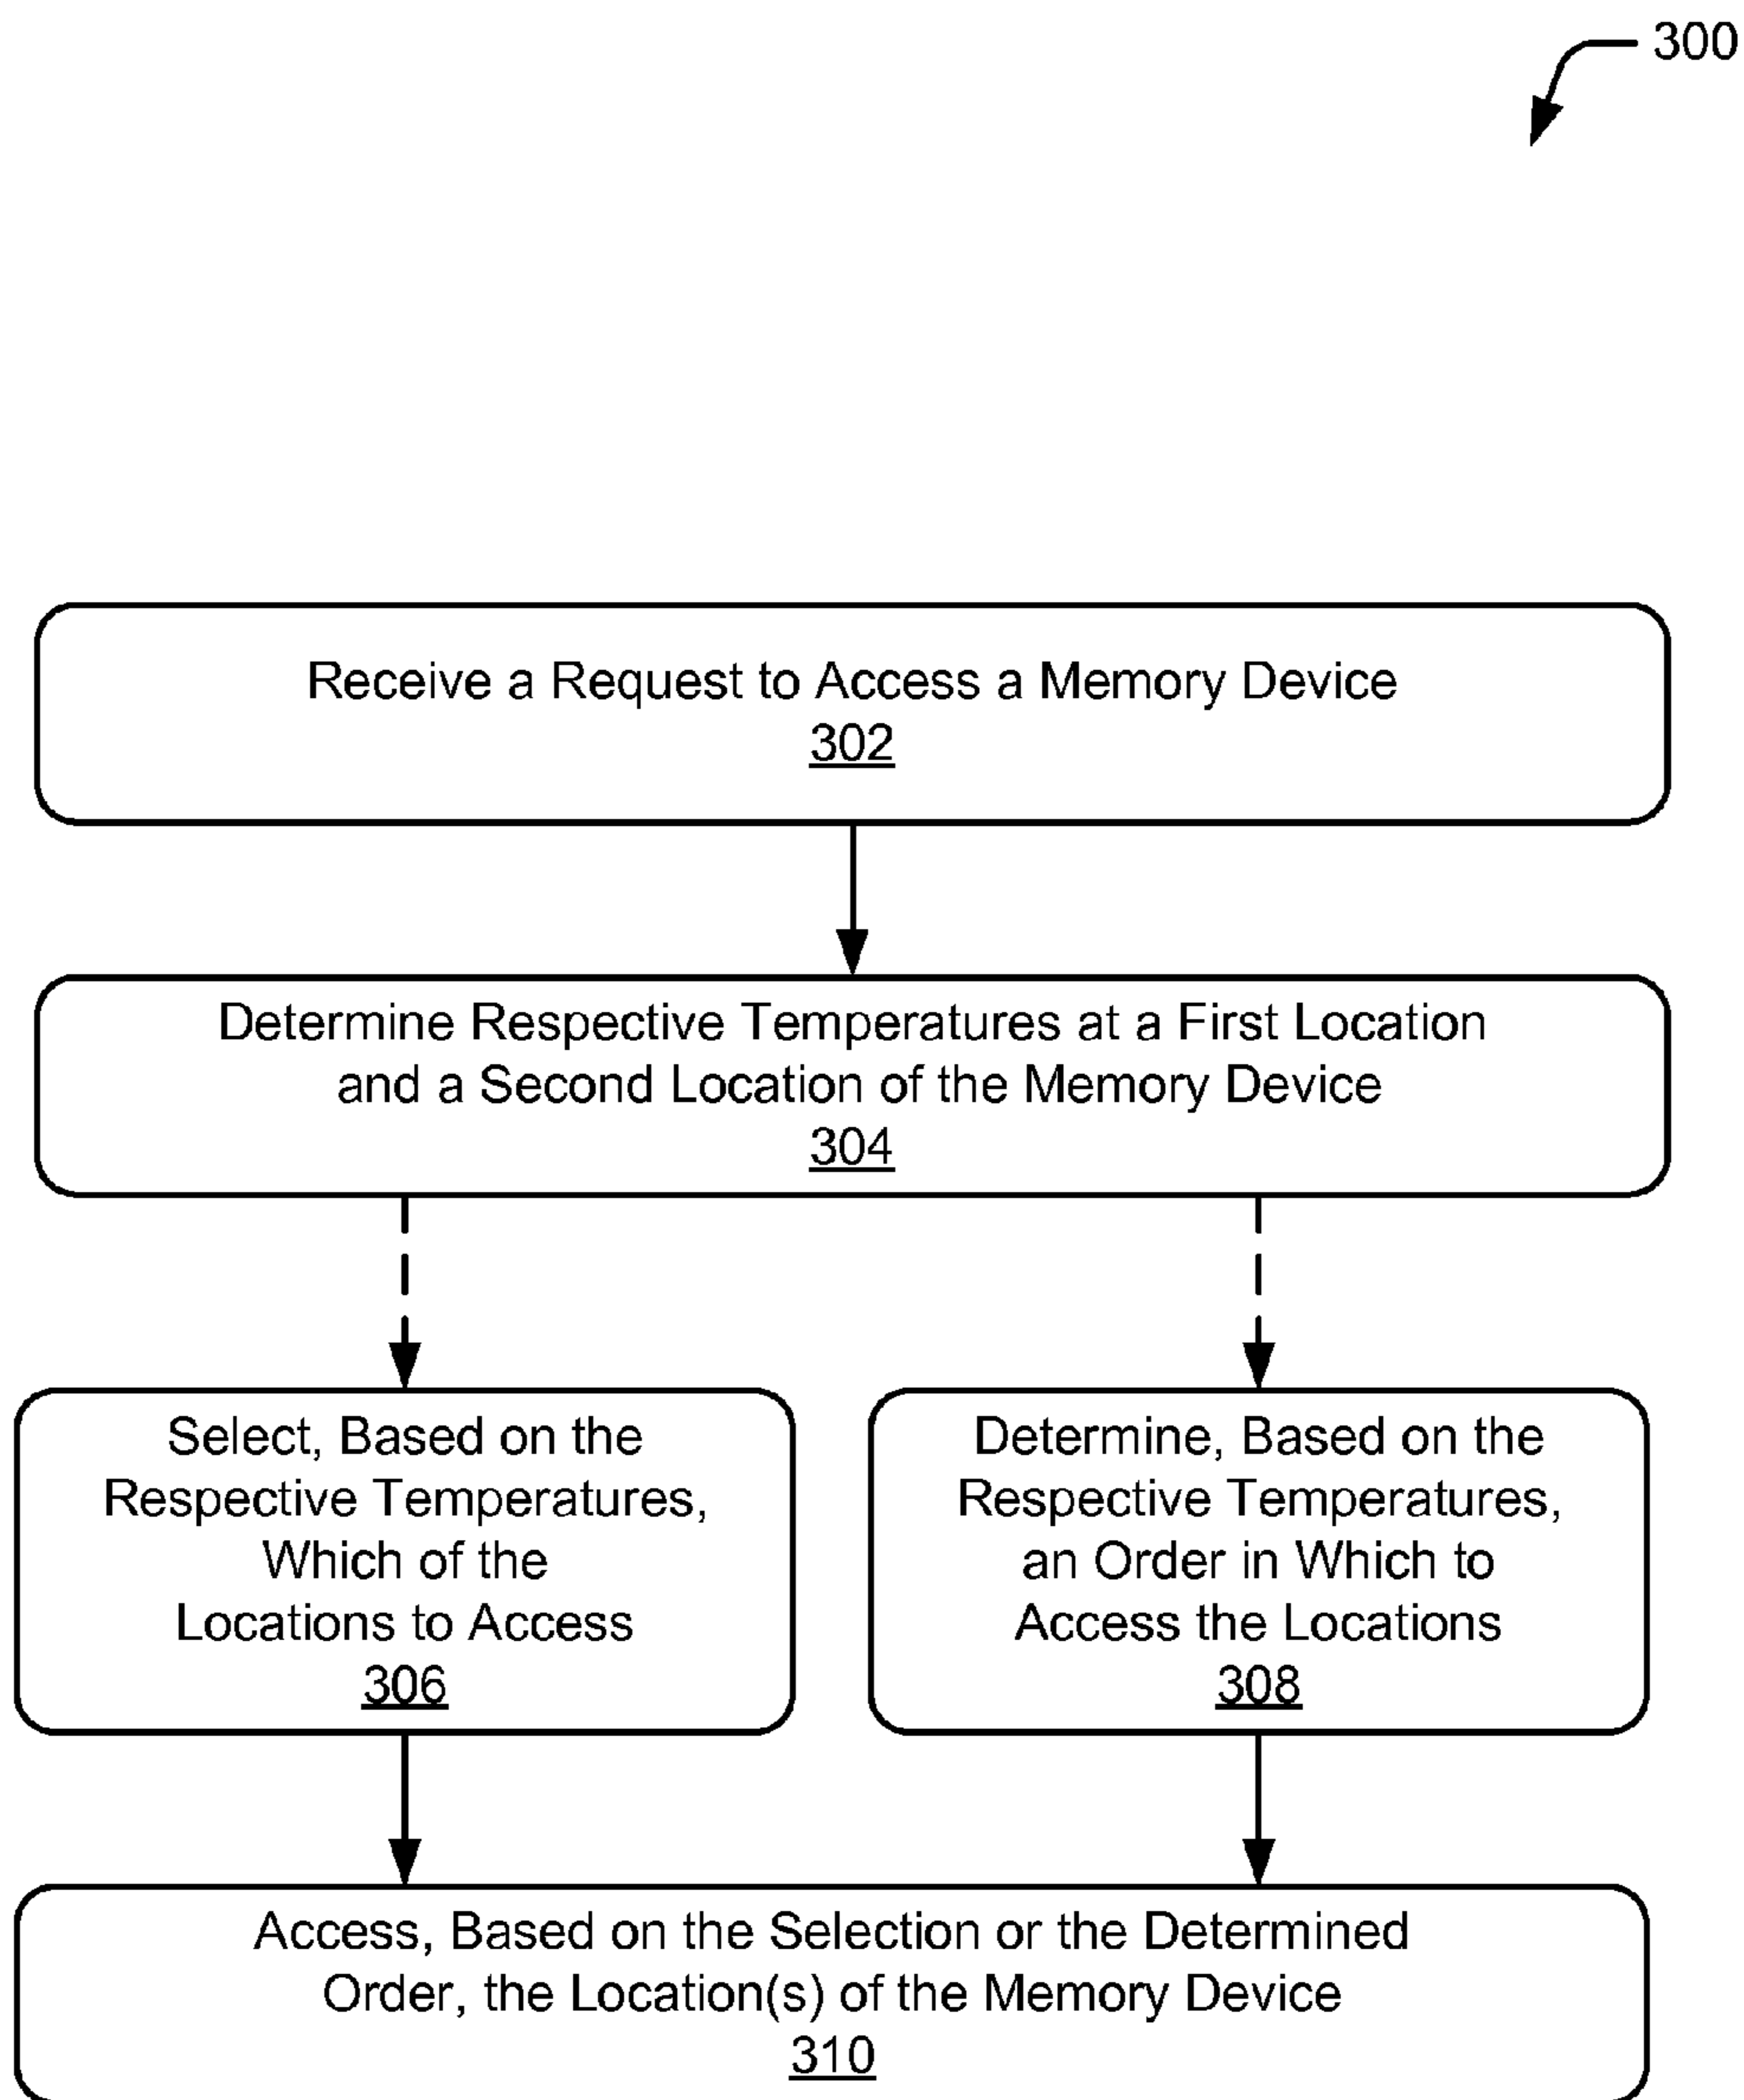 300
Receive a Request to Access a Memory Device
302
Determine Respective Temperatures at a First Location
and a Second Location of the Memory Device
304
Select, Based on the
Respective Temperatures,
Which of the
Locations to Access
306
Determine, Based on the
Respective Temperatures,
an Order in Which to
Access the Locations
308
Access, Based on the Selection or the Determined
Order, the Location(s) of the Memory Device
310